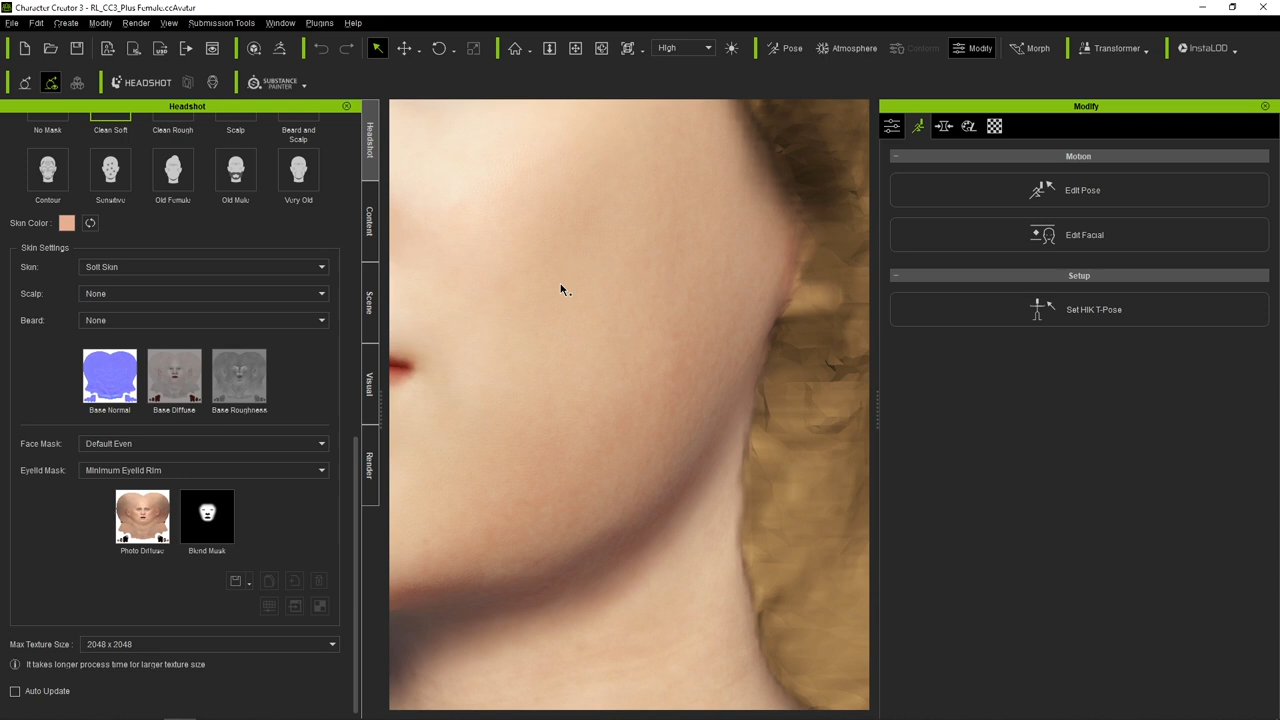 Character Creator 3 - RL_CC3_Plus Female.ccAvatar
File Edit Create Modify Render View Submission Tools Window Plugins Help
High Pose Atmosphere Conform Modify Morph Transformer InstaLOD
HEADSHOT SUBSTANCE PAINTER
Headshot
No Mask Clean Soft Clean Rough Scalp Beard and Scalp
Contour Sensitive Old Female Old Male Very Old
Skin Color :
Skin Settings
Skin: Soft Skin
Scalp: None
Beard: None
Base Normal Base Diffuse Base Roughness
Face Mask: Default Even
Eyelid Mask: Minimum Eyelid Rim
Photo Diffuse Blend Mask
Max Texture Size : 2048 x 2048
It takes longer process time for larger texture size
Auto Update
Headshot
Content
Scene
Visual
Render
Modify
Motion
Edit Pose
Edit Facial
Setup
Set HIK T-Pose